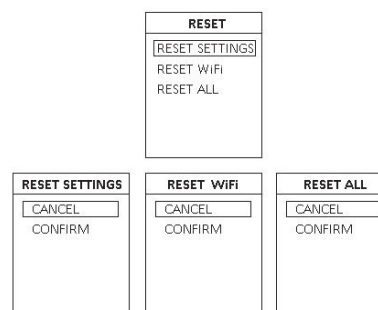 RESET
RESET SETTINGS
RESET WiFi
RESET ALL
RESET SETTINGS
CANCEL
CONFIRM
RESET WiFi
CANCEL
CONFIRM
RESET ALL
CANCEL
CONFIRM